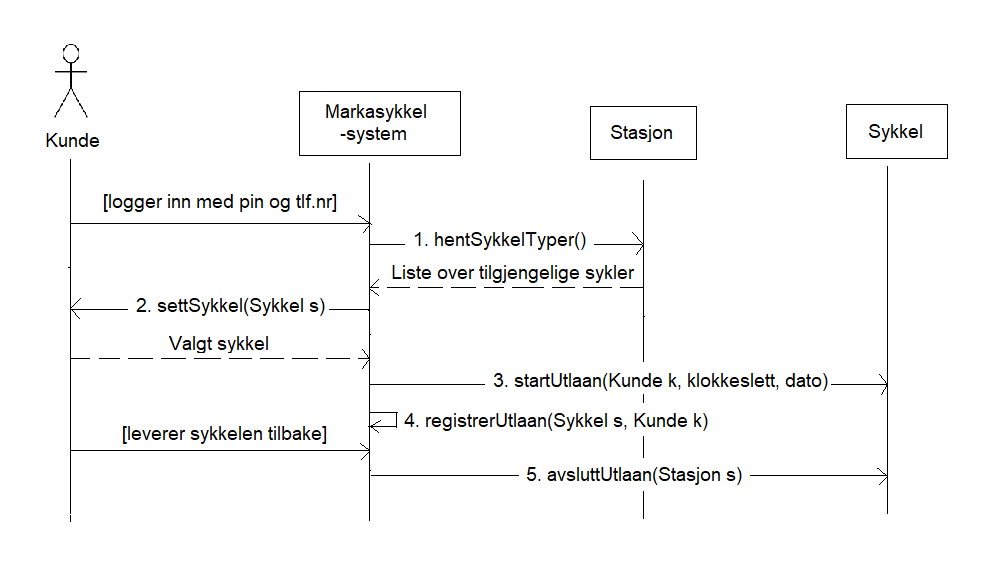 Kunde
Markasykkel
-system
Stasjon
Sykkel
[logger inn med pin og tlf.nr]
1. hentSykkelTyper()
Liste over tilgjengelige sykler
2. settSykkel(Sykkel s)
Valgt sykkel
3. startUtlaan(Kunde k, klokkeslett, dato)
4. registrerUtlaan(Sykkel s, Kunde k)
[leverer sykkelen tilbake]
5. avsluttUtlaan(Stasjon s)